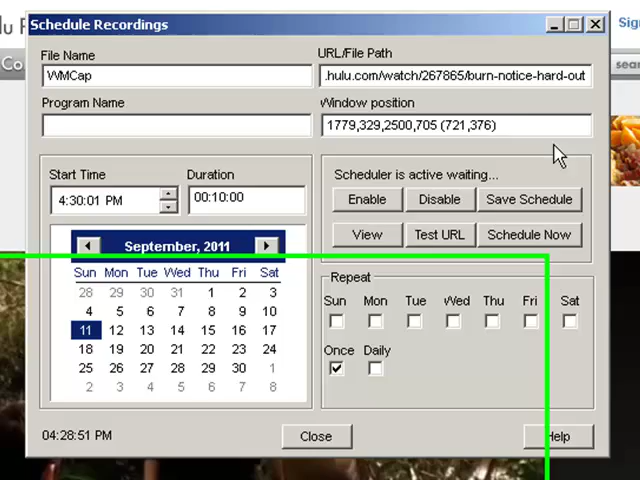 Schedule Recordings
Sig
Co
sear
File Name
WMCap
URL/File Path
.hulu.com/watch/267865/burn-notice-hard-out
Program Name
Window position
1779,329,2500,705 (721,376)
Start Time
Duration
4:30:01 PM
00:10:00
Scheduler is active waiting...
Enable
Disable
Save Schedule
View
Test URL
Schedule Now
September, 2011
Sun Mon Tue Wed Thu Fri Sat
28 29 30 31 1 2 3
4 5 6 7 8 9 10
11 12 13 14 15 16 17
18 19 20 21 22 23 24
25 26 27 28 29 30 1
2 3 4 5 6 7 8
Repeat
Sun Mon Tue Wed Thu Fri Sat
Once Daily
04:28:51 PM
Close
Help